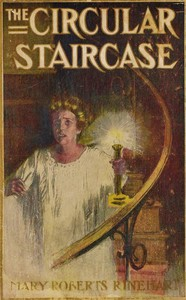 THE
CIRCULAR
STAIRCASE
MARY ROBERTS RINEHART